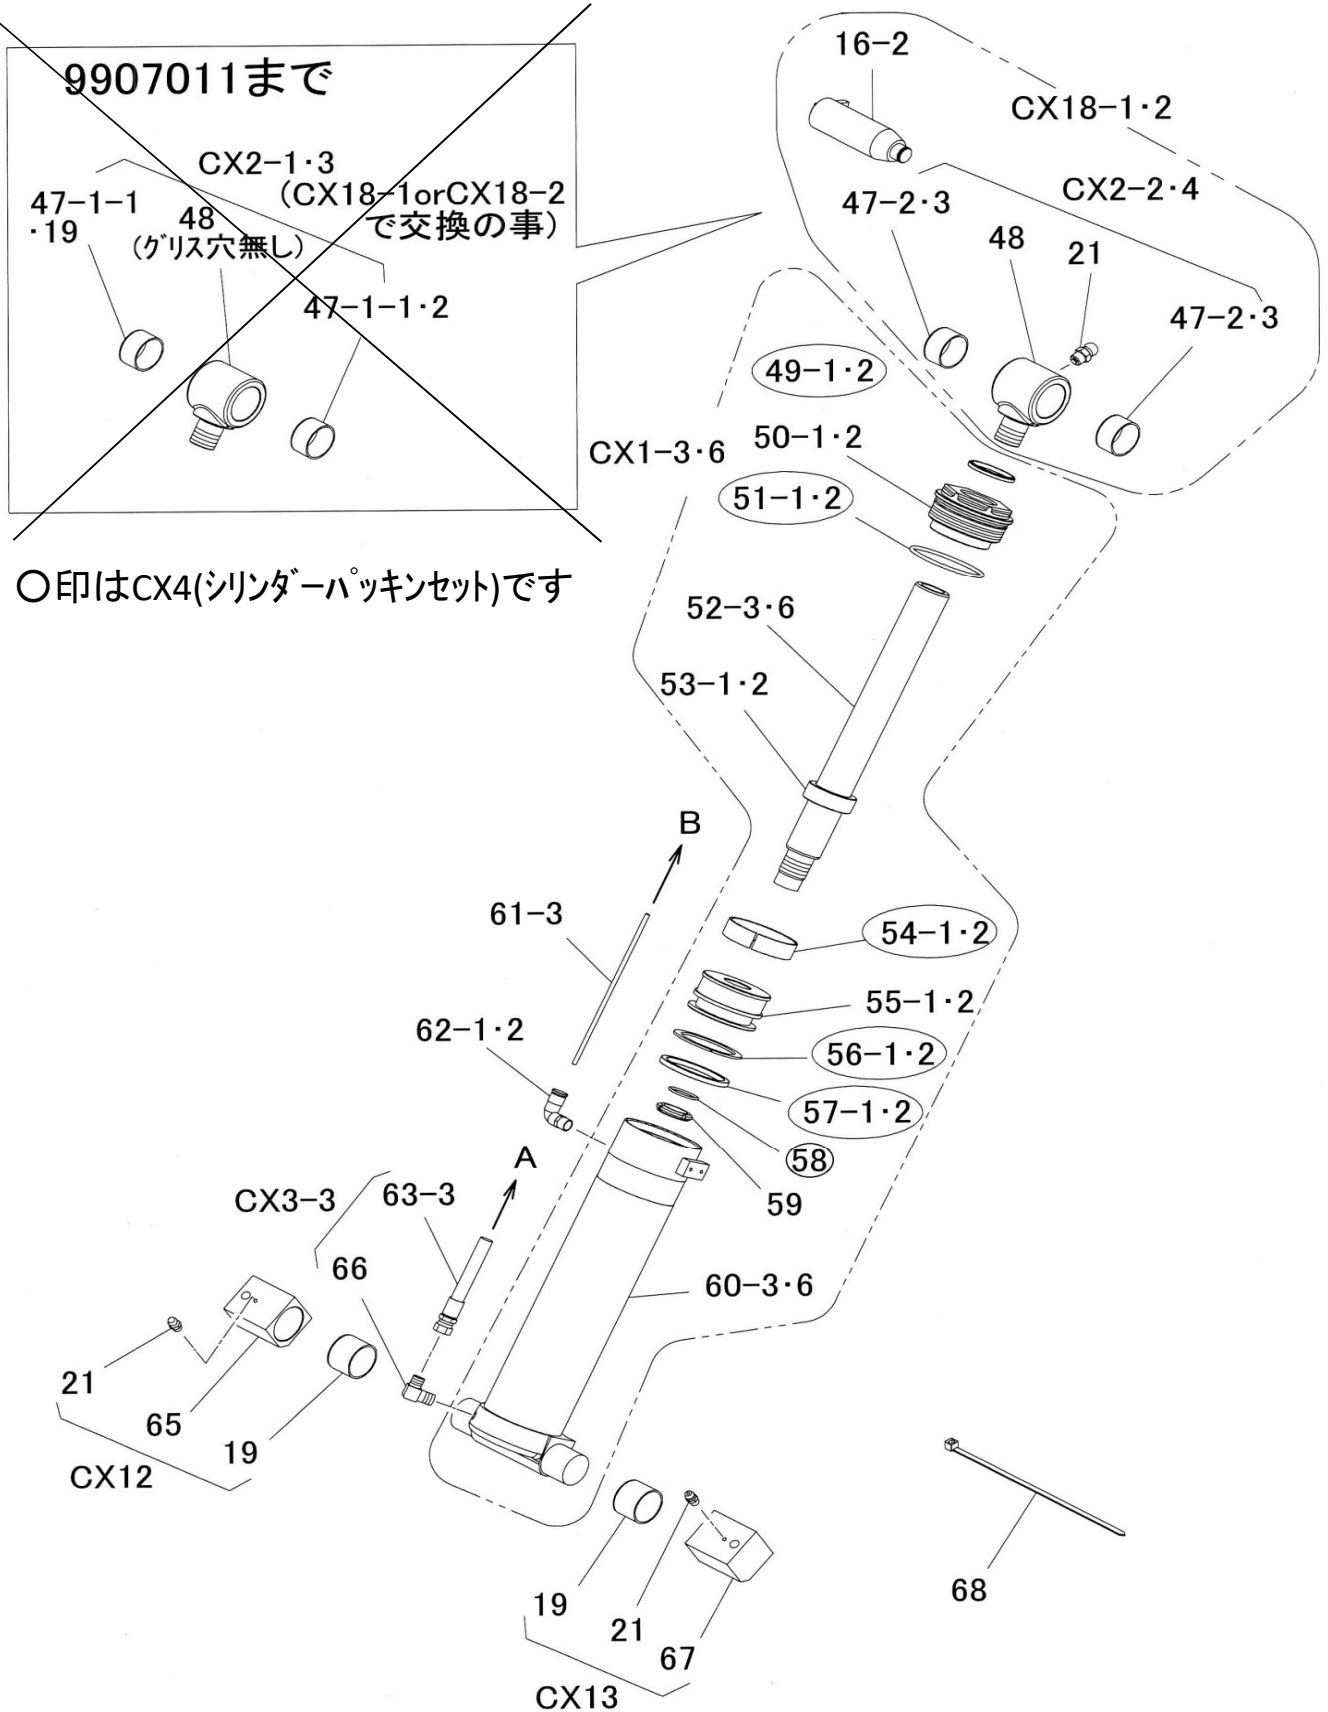 9907011まで
CX2-1・3
(CX18-1orCX18-2
で交換の事)
47-1-1
・19
48
(グリス穴無し)
47-1-1・2
16-2
CX18-1・2
47-2・3
CX2-2・4
48
21
47-2・3
49-1・2
50-1・2
CX1-3・6
51-1・2
〇印はCX4(シリンダーパッキンセット)です
52-3・6
53-1・2
B
61-3
54-1・2
55-1・2
62-1・2
56-1・2
57-1・2
58
59
A
CX3-3
63-3
66
60-3・6
21
65
19
CX12
19
21
67
CX13
68